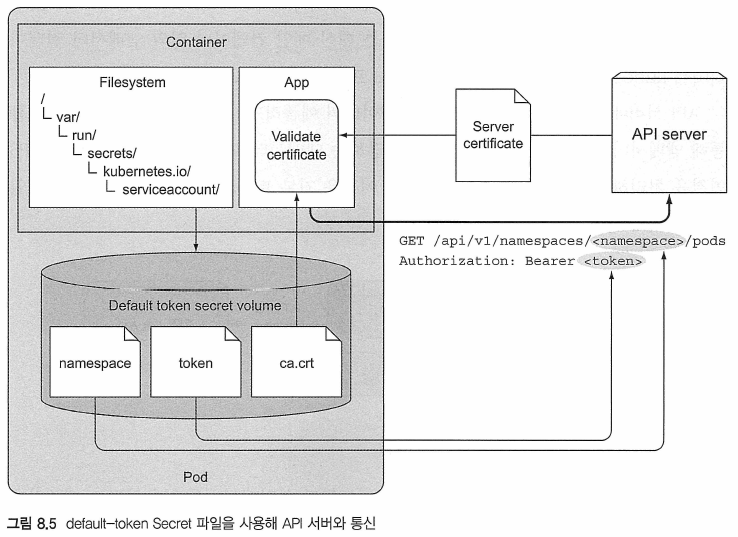 Container
Filesystem
/
var/
run/
secrets/
kubernetes.io/
serviceaccount/
App
Validate
certificate
Server
certificate
API server
GET /api/v1/namespaces/<namespace>/pods
Authorization: Bearer <token>
Default token secret volume
namespace
token
ca.crt
Pod
그림 8.5 default-token Secret 파일을 사용해 API 서버와 통신